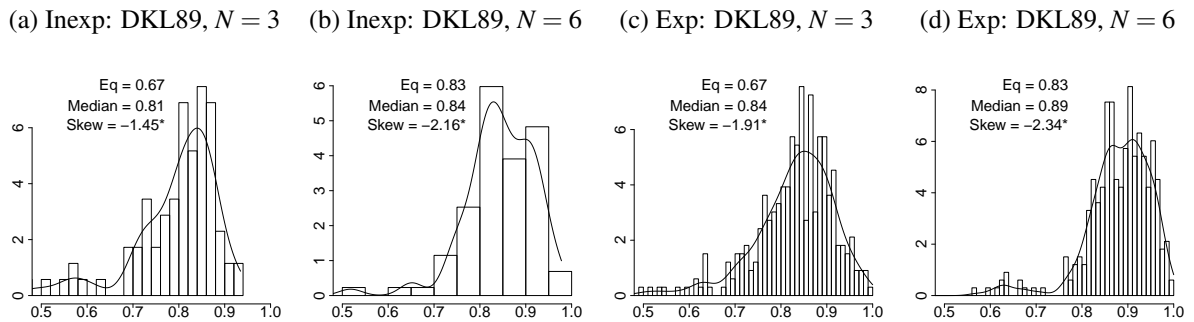 (a) Inexp: DKL89, N = 3
(b) Inexp: DKL89, N = 6
(c) Exp: DKL89, N = 3
(d) Exp: DKL89, N = 6
Eq = 0.67
Median = 0.81
Skew = −1.45*
6
4
2
0
0.5 0.6 0.7 0.8 0.9 1.0
Eq = 0.83
Median = 0.84
Skew = −2.16*
6
5
4
3
2
1
0
0.5 0.6 0.7 0.8 0.9 1.0
Eq = 0.67
Median = 0.84
Skew = −1.91*
6
4
2
0
0.5 0.6 0.7 0.8 0.9 1.0
Eq = 0.83
Median = 0.89
Skew = −2.34*
8
6
4
2
0
0.5 0.6 0.7 0.8 0.9 1.0